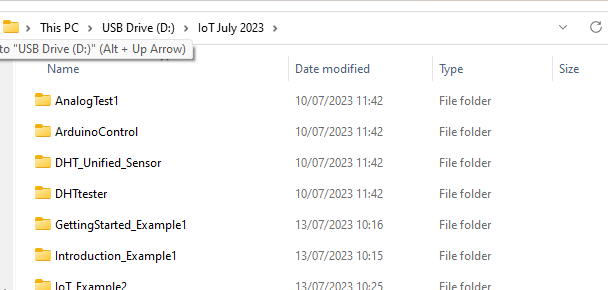 This PC > USB Drive (D:) > IoT July 2023 >
to "USB Drive (D:)" (Alt + Up Arrow)
Name Date modified Type Size
AnalogTest1 10/07/2023 11:42 File folder
ArduinoControl 10/07/2023 11:42 File folder
DHT_Unified_Sensor 10/07/2023 11:42 File folder
DHTtester 10/07/2023 11:42 File folder
GettingStarted_Example1 13/07/2023 10:16 File folder
Introduction_Example1 13/07/2023 10:15 File folder
IoT_Example2 13/07/2023 10:25 File folder